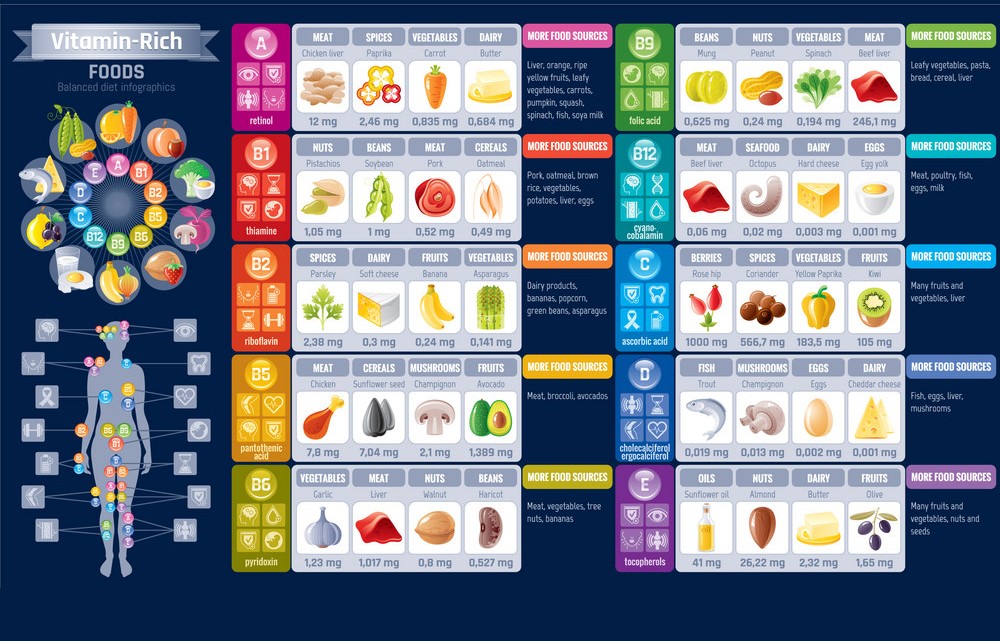 Vitamin-Rich
FOODS
Balanced diet infographics
A
B1
B2
B5
B6
B9
B12
C
D
E
A
retinol
MEAT
Chicken liver
12 mg
SPICES
Paprika
2,46 mg
VEGETABLES
Carrot
0,835 mg
DAIRY
Butter
0,684 mg
MORE FOOD SOURCES
Liver, orange, ripe
yellow fruits, leafy
vegetables, carrots,
pumpkin, squash,
spinach, fish, soya milk
B1
thiamine
NUTS
Pistachios
1,05 mg
BEANS
Soybean
1 mg
MEAT
Pork
0,52 mg
CEREALS
Oatmeal
0,49 mg
MORE FOOD SOURCES
Pork, oatmeal, brown
rice, vegetables,
potatoes, liver, eggs
B2
riboflavin
SPICES
Parsley
2,38 mg
DAIRY
Soft cheese
0,3 mg
FRUITS
Banana
0,24 mg
VEGETABLES
Asparagus
0,141 mg
MORE FOOD SOURCES
Dairy products,
bananas, popcorn,
green beans, asparagus
B5
pantothenic
acid
MEAT
Chicken
7,8 mg
CEREALS
Sunflower seed
7,04 mg
MUSHROOMS
Champignon
2,1 mg
FRUITS
Avocado
1,389 mg
MORE FOOD SOURCES
Meat, broccoli, avocados
B6
pyridoxin
VEGETABLES
Garlic
1,23 mg
MEAT
Liver
1,017 mg
NUTS
Walnut
0,8 mg
BEANS
Haricot
0,527 mg
MORE FOOD SOURCES
Meat, vegetables, tree
nuts, bananas
B9
folic acid
BEANS
Mung
0,625 mg
NUTS
Peanut
0,24 mg
VEGETABLES
Spinach
0,194 mg
MEAT
Beef liver
246,1 mg
MORE FOOD SOURCES
Leafy vegetables, pasta,
bread, cereal, liver
B12
cyano-
cobalamin
MEAT
Beef liver
0,06 mg
SEAFOOD
Octopus
0,02 mg
DAIRY
Hard cheese
0,003 mg
EGGS
Egg yolk
0,001 mg
MORE FOOD SOURCES
Meat, poultry, fish,
eggs, milk
C
ascorbic acid
BERRIES
Rose hip
1000 mg
SPICES
Coriander
566,7 mg
VEGETABLES
Yellow Paprika
183,5 mg
FRUITS
Kiwi
105 mg
MORE FOOD SOURCES
Many fruits and
vegetables, liver
D
cholecalciferol
ergocalciferol
FISH
Trout
0,019 mg
MUSHROOMS
Champignon
0,013 mg
EGGS
Eggs
0,002 mg
DAIRY
Cheddar cheese
0,001 mg
MORE FOOD SOURCES
Fish, eggs, liver,
mushrooms
E
tocopherols
OILS
Sunflower oil
41 mg
NUTS
Almond
26,22 mg
DAIRY
Butter
2,32 mg
FRUITS
Olive
1,65 mg
MORE FOOD SOURCES
Many fruits and
vegetables, nuts and
seeds